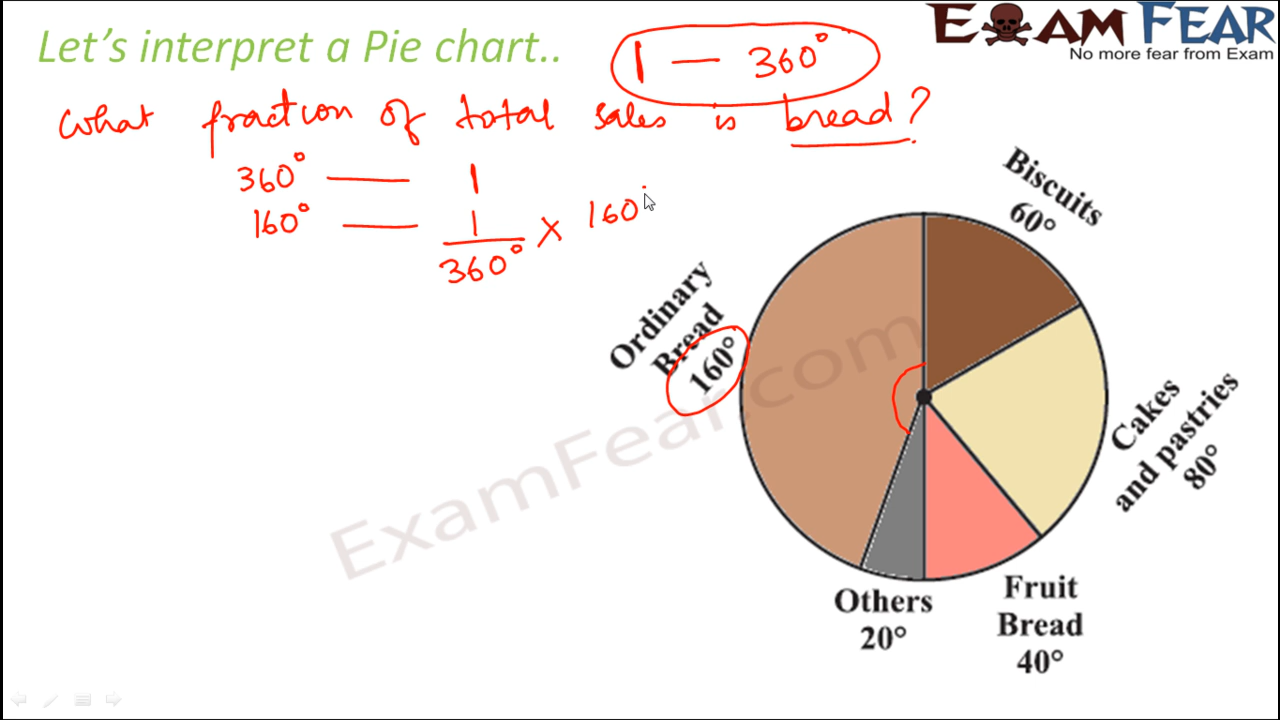 Let's interpret a Pie chart..
1 — 360°
EXAM FEAR
No more fear from Exam
What fraction of total sales is bread?
360° — 1
160° — 1/360° × 160°
Biscuits
60°
Ordinary
Bread
160°
Cakes
and pastries
80°
Fruit
Bread
40°
Others
20°
ExamFear.com